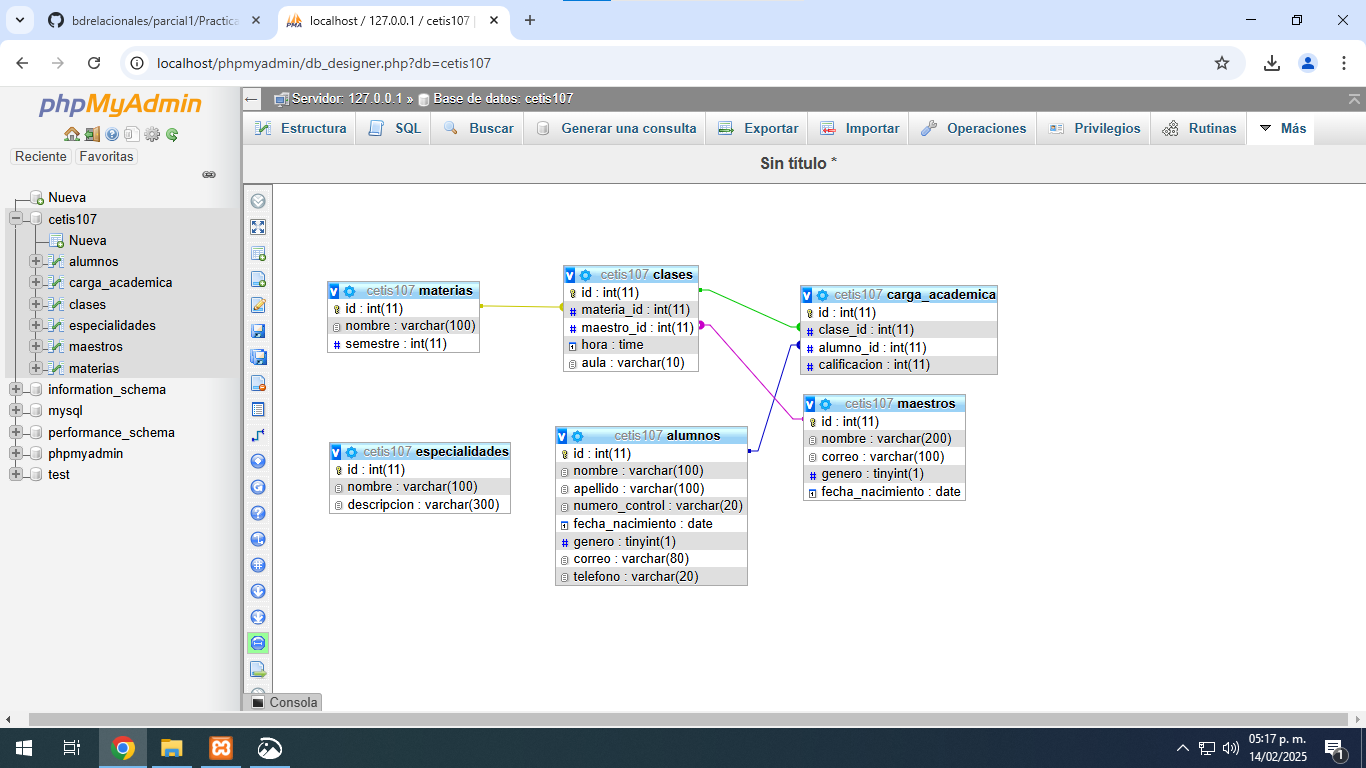 bdrelacionales/parcial1/Practica
localhost / 127.0.0.1 / cetis107 |
localhost/phpmyadmin/db_designer.php?db=cetis107
phpMyAdmin
Reciente Favoritas
Nueva
cetis107
Nueva
alumnos
carga_academica
clases
especialidades
maestros
materias
information_schema
mysql
performance_schema
phpmyadmin
test
Servidor: 127.0.0.1 » Base de datos: cetis107
Estructura SQL Buscar Generar una consulta Exportar Importar Operaciones Privilegios Rutinas Más
Sin título *
cetis107 materias
id : int(11)
nombre : varchar(100)
semestre : int(11)
cetis107 clases
id : int(11)
materia_id : int(11)
maestro_id : int(11)
hora : time
aula : varchar(10)
cetis107 carga_academica
id : int(11)
clase_id : int(11)
alumno_id : int(11)
calificacion : int(11)
cetis107 maestros
id : int(11)
nombre : varchar(200)
correo : varchar(100)
genero : tinyint(1)
fecha_nacimiento : date
cetis107 especialidades
id : int(11)
nombre : varchar(100)
descripcion : varchar(300)
cetis107 alumnos
id : int(11)
nombre : varchar(100)
apellido : varchar(100)
numero_control : varchar(20)
fecha_nacimiento : date
genero : tinyint(1)
correo : varchar(80)
telefono : varchar(20)
Consola
05:17 p. m.
14/02/2025
1